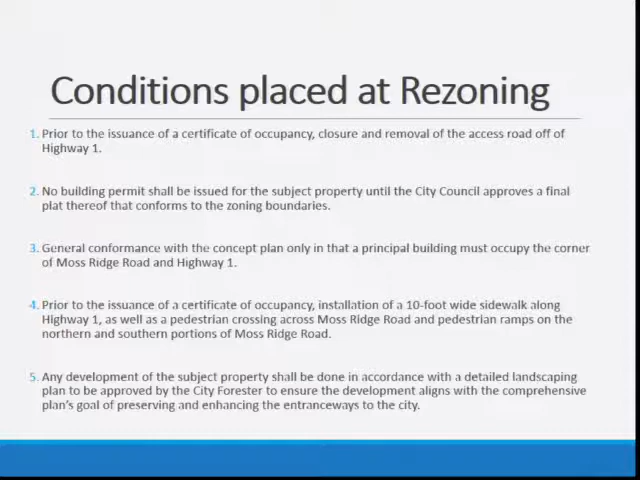 Conditions placed at Rezoning
1. Prior to the issuance of a certificate of occupancy, closure and removal of the access road off of
Highway 1.
2. No building permit shall be issued for the subject property until the City Council approves a final
plat thereof that conforms to the zoning boundaries.
3. General conformance with the concept plan only in that a principal building must occupy the corner
of Moss Ridge Road and Highway 1.
4. Prior to the issuance of a certificate of occupancy, installation of a 10-foot wide sidewalk along
Highway 1, as well as a pedestrian crossing across Moss Ridge Road and pedestrian ramps on the
northern and southern portions of Moss Ridge Road.
5. Any development of the subject property shall be done in accordance with a detailed landscaping
plan to be approved by the City Forester to ensure the development aligns with the comprehensive
plan's goal of preserving and enhancing the entranceways to the city.